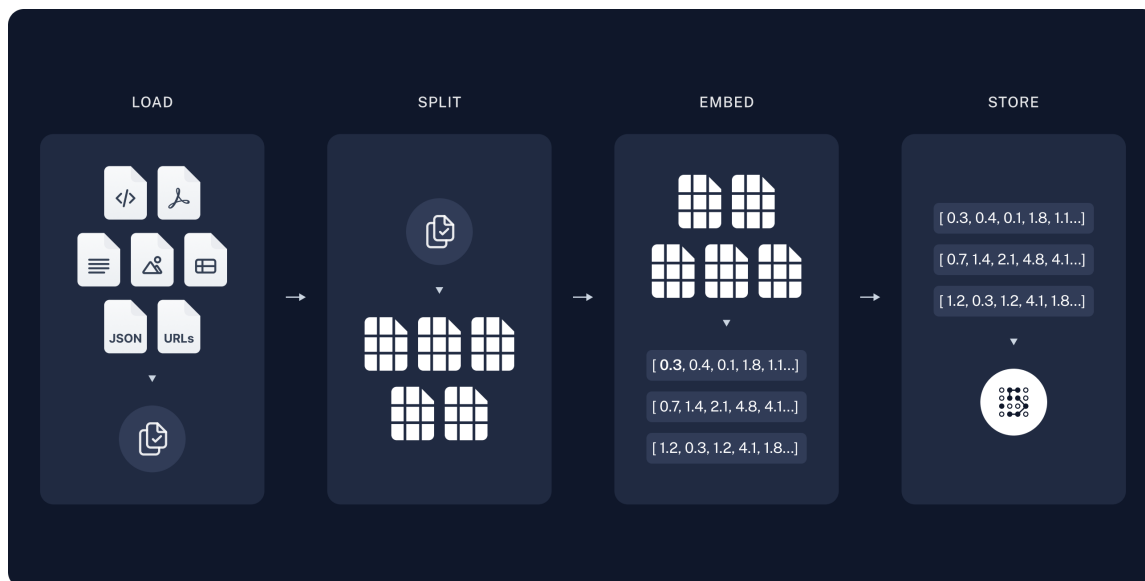 LOAD
SPLIT
EMBED
STORE
JSON
URLs
[ 0.3, 0.4, 0.1, 1.8, 1.1...]
[ 0.7, 1.4, 2.1, 4.8, 4.1...]
[ 1.2, 0.3, 1.2, 4.1, 1.8...]
[ 0.3, 0.4, 0.1, 1.8, 1.1...]
[ 0.7, 1.4, 2.1, 4.8, 4.1...]
[ 1.2, 0.3, 1.2, 4.1, 1.8...]